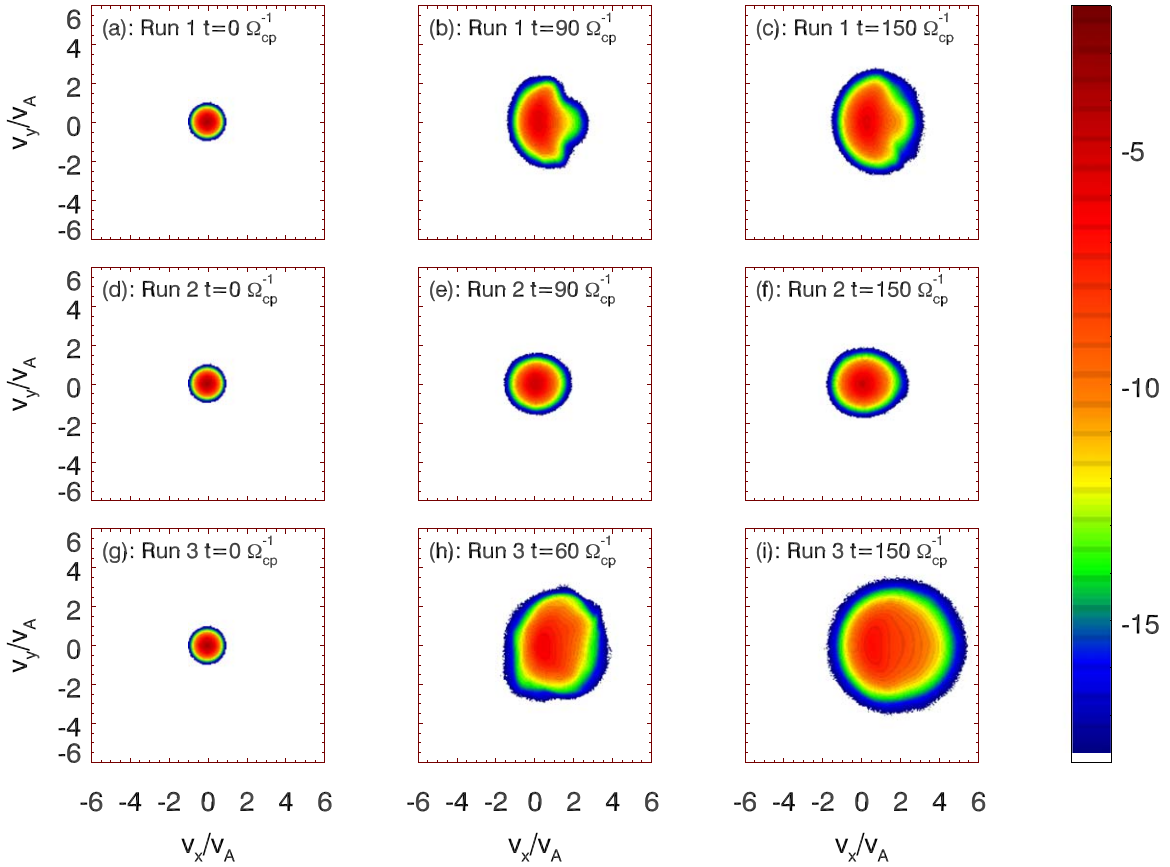 (a): Run 1 t=0 Ω_cp^-1
(b): Run 1 t=90 Ω_cp^-1
(c): Run 1 t=150 Ω_cp^-1
6
4
2
0
-2
-4
-6
v_y/v_A
(d): Run 2 t=0 Ω_cp^-1
(e): Run 2 t=90 Ω_cp^-1
(f): Run 2 t=150 Ω_cp^-1
6
4
2
0
-2
-4
-6
v_y/v_A
(g): Run 3 t=0 Ω_cp^-1
(h): Run 3 t=60 Ω_cp^-1
(i): Run 3 t=150 Ω_cp^-1
6
4
2
0
-2
-4
-6
v_y/v_A
-6 -4 -2 0 2 4 6
-6 -4 -2 0 2 4 6
-6 -4 -2 0 2 4 6
v_x/v_A
v_x/v_A
v_x/v_A
-5
-10
-15